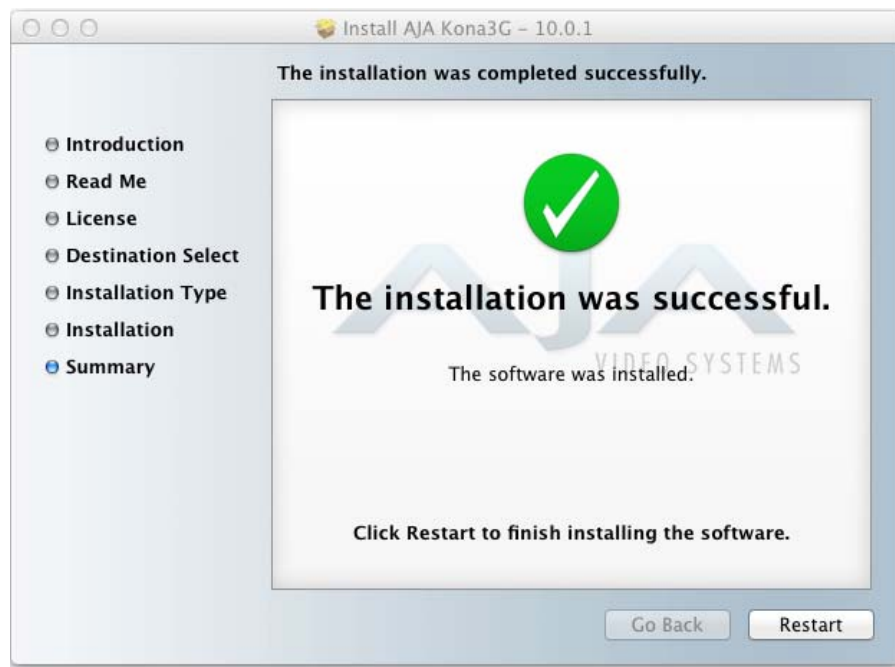 Install AJA Kona3G – 10.0.1
The installation was completed successfully.
Introduction
Read Me
License
Destination Select
Installation Type
Installation
Summary
AJA
VIDEO SYSTEMS
The installation was successful.
The software was installed.
Click Restart to finish installing the software.
Go Back
Restart